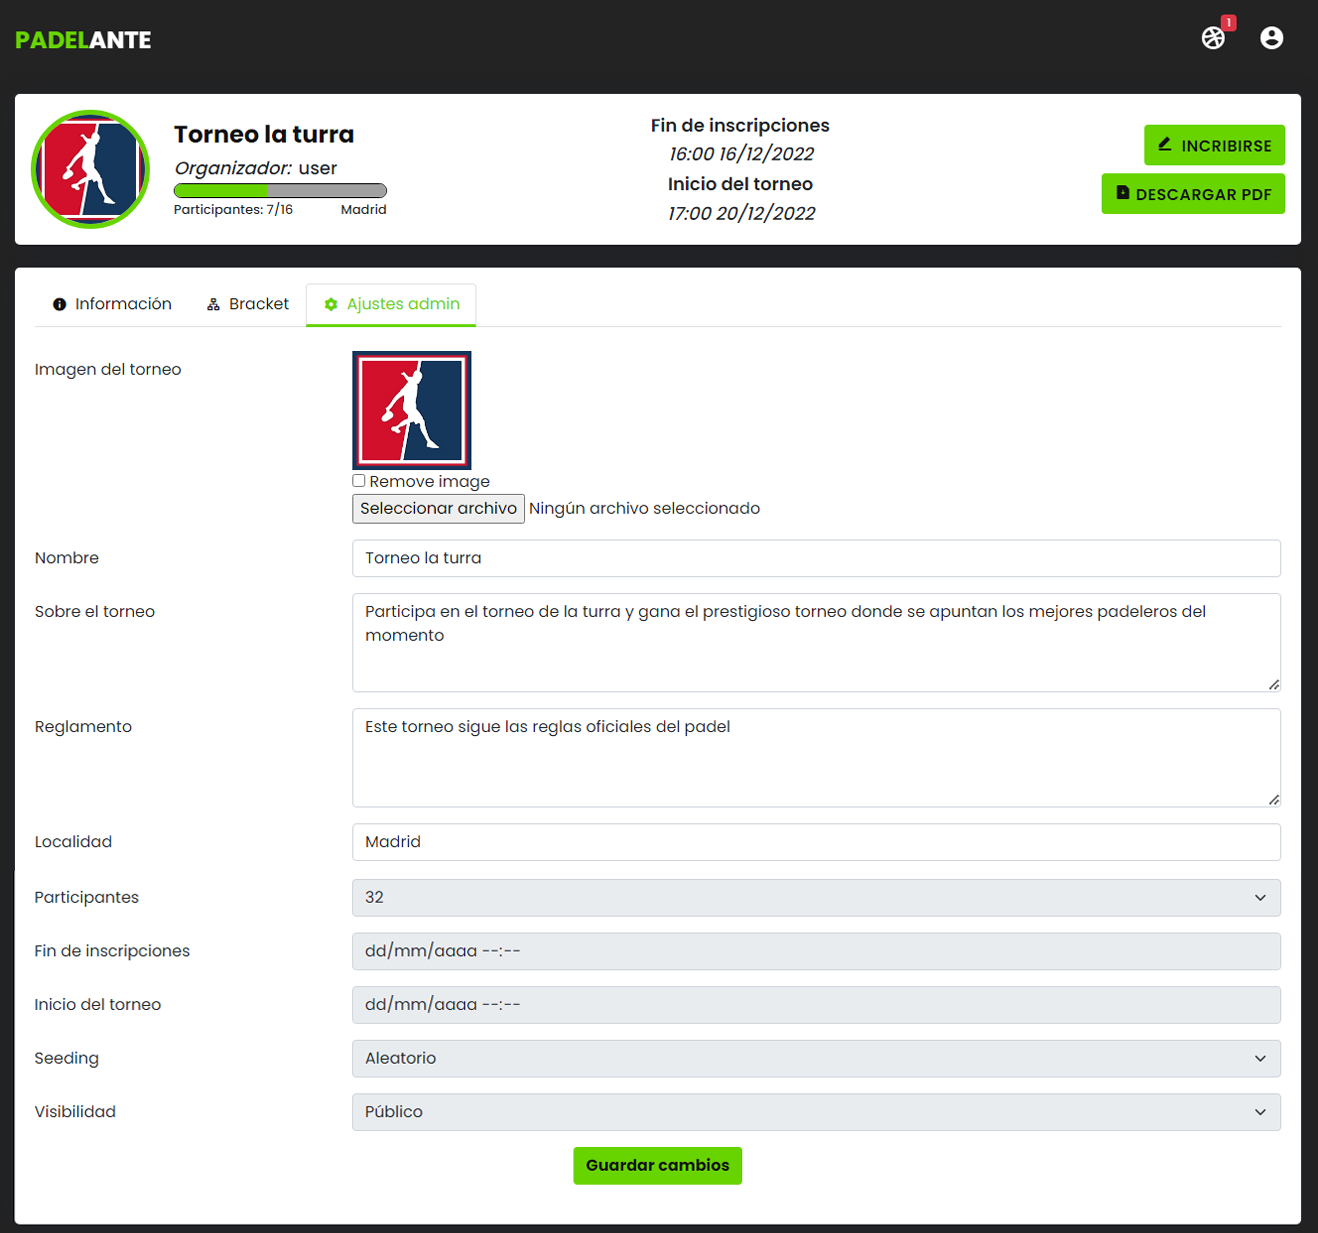 PADELANTE
1
Torneo la turra
Organizador: user
Participantes: 7/16 Madrid
Fin de inscripciones
16:00 16/12/2022
Inicio del torneo
17:00 20/12/2022
INCRIBIRSE
DESCARGAR PDF
Información Bracket Ajustes admin
Imagen del torneo
Remove image
Seleccionar archivo Ningún archivo seleccionado
Nombre Torneo la turra
Sobre el torneo Participa en el torneo de la turra y gana el prestigioso torneo donde se apuntan los mejores padeleros del
momento
Reglamento Este torneo sigue las reglas oficiales del padel
Localidad Madrid
Participantes 32
Fin de inscripciones dd/mm/aaaa --:--
Inicio del torneo dd/mm/aaaa --:--
Seeding Aleatorio
Visibilidad Público
Guardar cambios